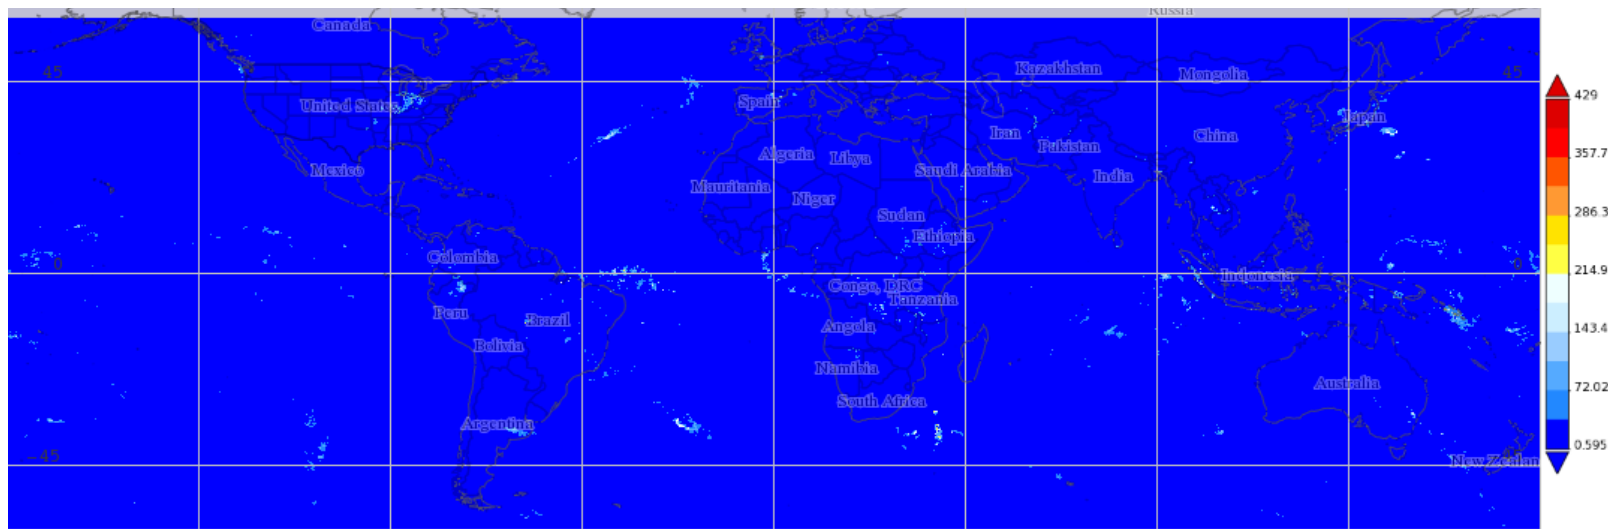 Russia
Canada
Kazakhstan
Mongolia
45
45
429
United States
Spain
Japan
Iran
China
Pakistan
357.7
Algeria
Libya
Mexico
Saudi Arabia
India
Mauritania
Niger
286.3
Sudan
Ethiopia
Colombia
0
0
214.9
Indonesia
Congo, DRC
Tanzania
Peru
Brazil
Angola
143.4
Bolivia
Namibia
Australia
72.02
South Africa
Argentina
0.595
-45
New Zealan